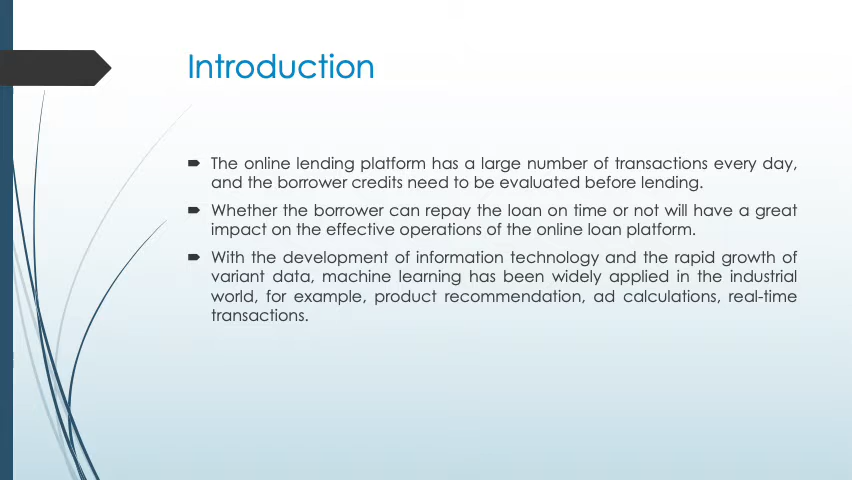 Introduction
The online lending platform has a large number of transactions every day,
and the borrower credits need to be evaluated before lending.
Whether the borrower can repay the loan on time or not will have a great
impact on the effective operations of the online loan platform.
With the development of information technology and the rapid growth of
variant data, machine learning has been widely applied in the industrial
world, for example, product recommendation, ad calculations, real-time
transactions.